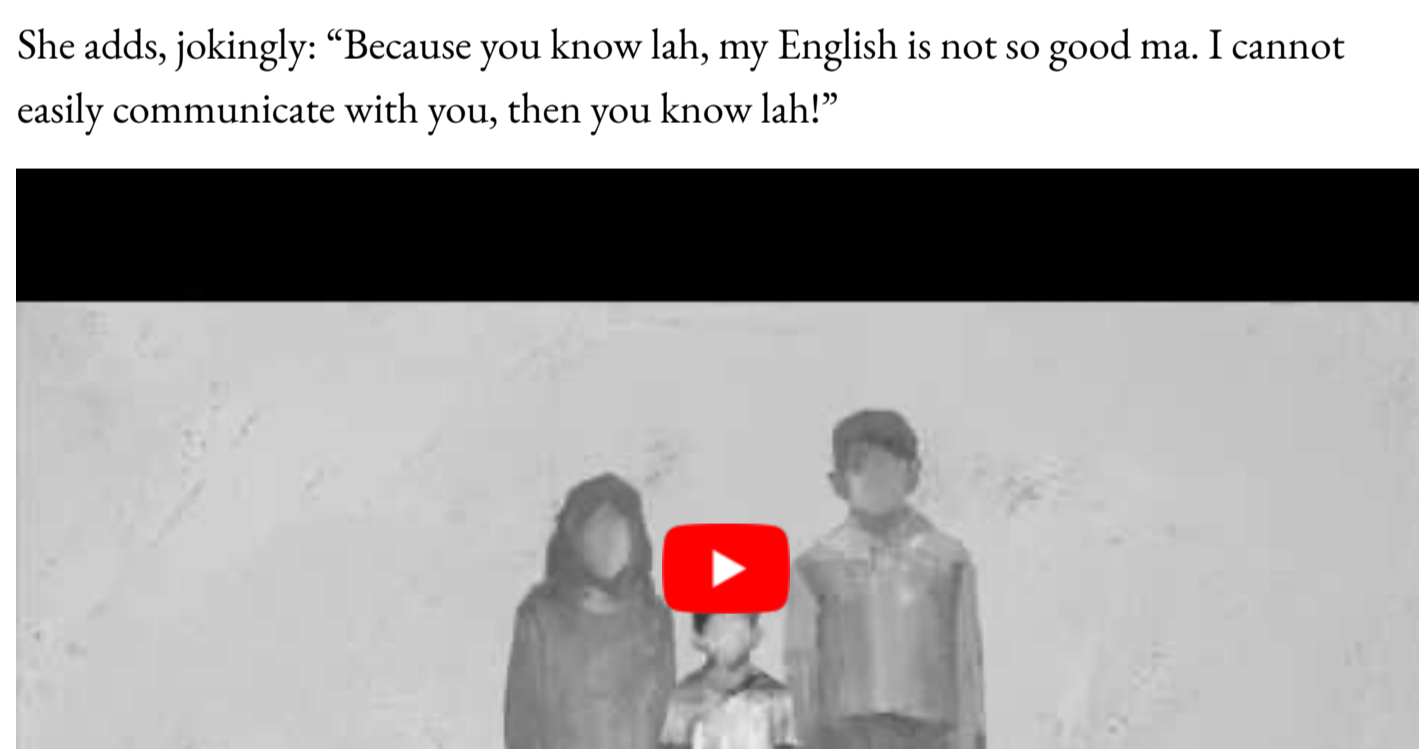 She adds, jokingly: “Because you know lah, my English is not so good ma. I cannot
easily communicate with you, then you know lah!”